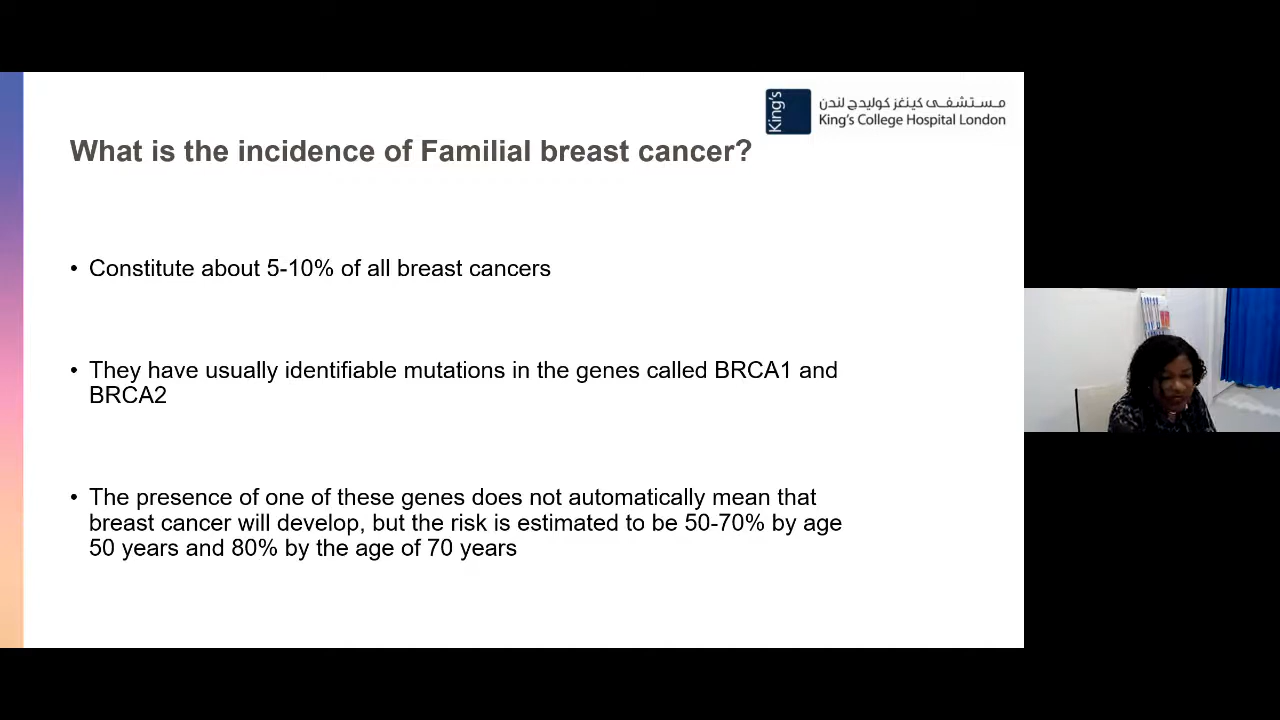 King's
مستشفى كينغز كوليدج لندن
King's College Hospital London
What is the incidence of Familial breast cancer?
• Constitute about 5-10% of all breast cancers
• They have usually identifiable mutations in the genes called BRCA1 and
BRCA2
• The presence of one of these genes does not automatically mean that
breast cancer will develop, but the risk is estimated to be 50-70% by age
50 years and 80% by the age of 70 years